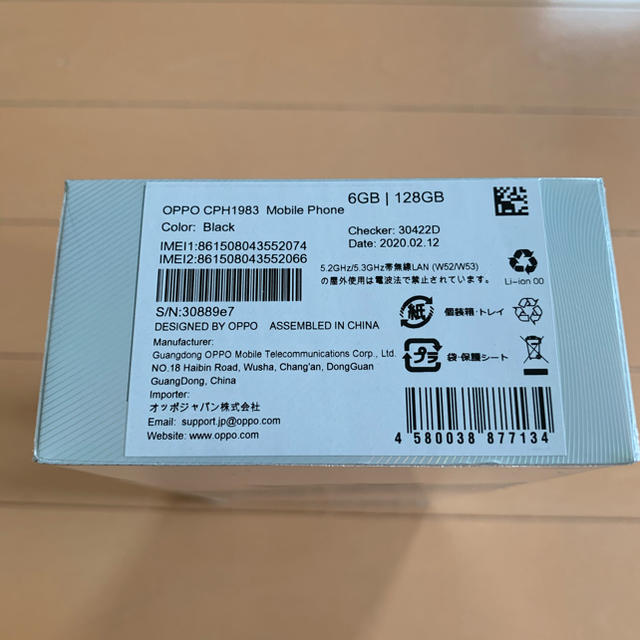 OPPO CPH1983 Mobile Phone 6GB | 128GB
Color: Black
Checker: 30422D
Date: 2020.02.12
IMEI1:861508043552074
IMEI2:861508043552066
5.2GHz/5.3GHz帯無線LAN (W52/W53)
の屋外使用は電波法で禁止されています。
Li-ion 00
S/N:30889e7
DESIGNED BY OPPO ASSEMBLED IN CHINA
紙 個装箱・トレイ
プラ 袋・保護シート
Manufacturer:
Guangdong OPPO Mobile Telecommunications Corp., Ltd.
NO.18 Haibin Road, Wusha, Chang'an, DongGuan
GuangDong, China
Importer:
オッポジャパン株式会社
Email: support.jp@oppo.com
Website: www.oppo.com
4 580038 877134